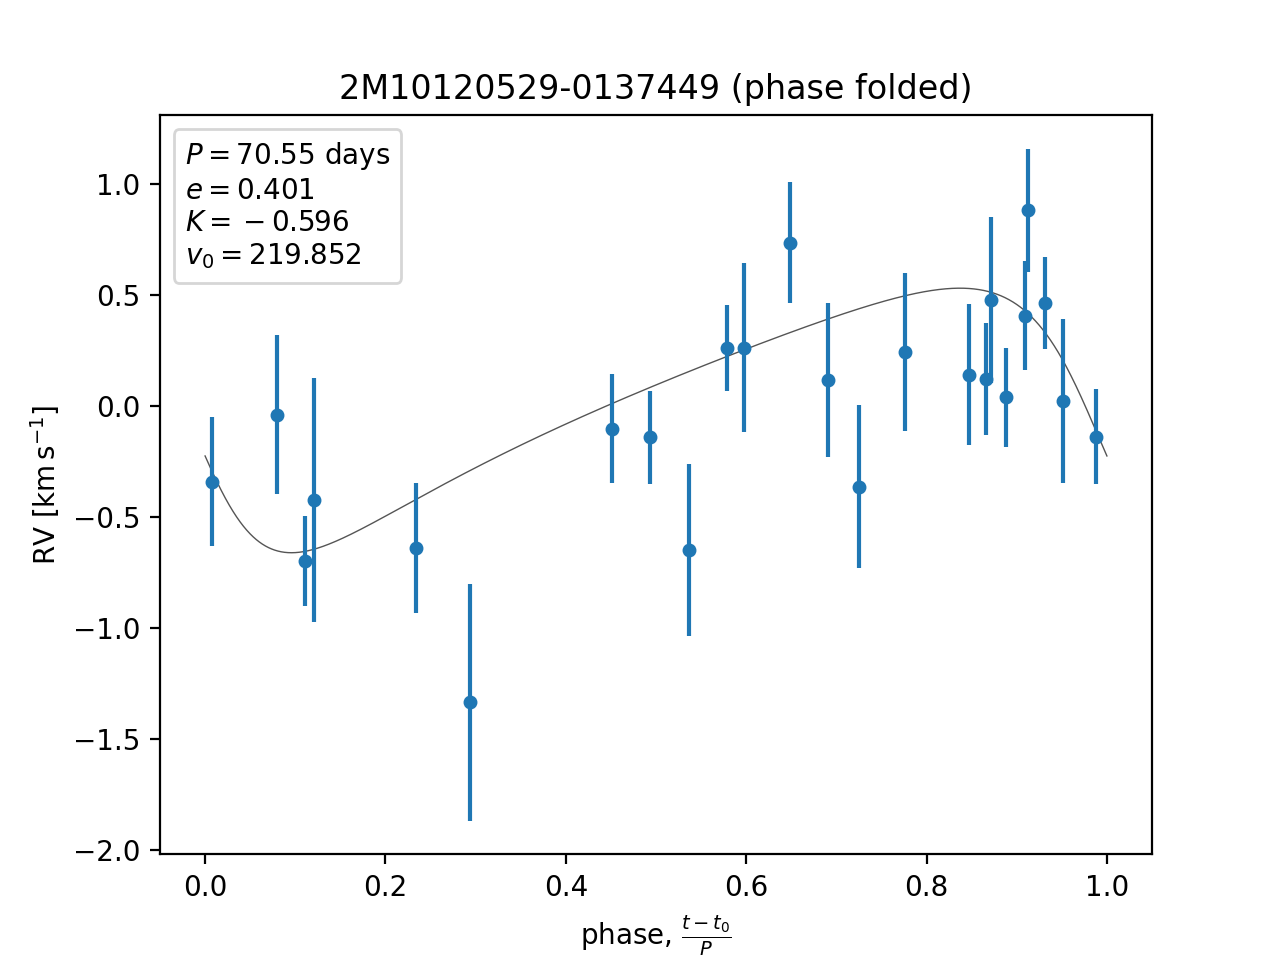 2M10120529-0137449 (phase folded)
P = 70.55 days
e = 0.401
K = −0.596
v₀ = 219.852
1.0
0.5
0.0
−0.5
−1.0
−1.5
−2.0
RV [km s⁻¹]
0.0 0.2 0.4 0.6 0.8 1.0
phase, (t − t₀)/P